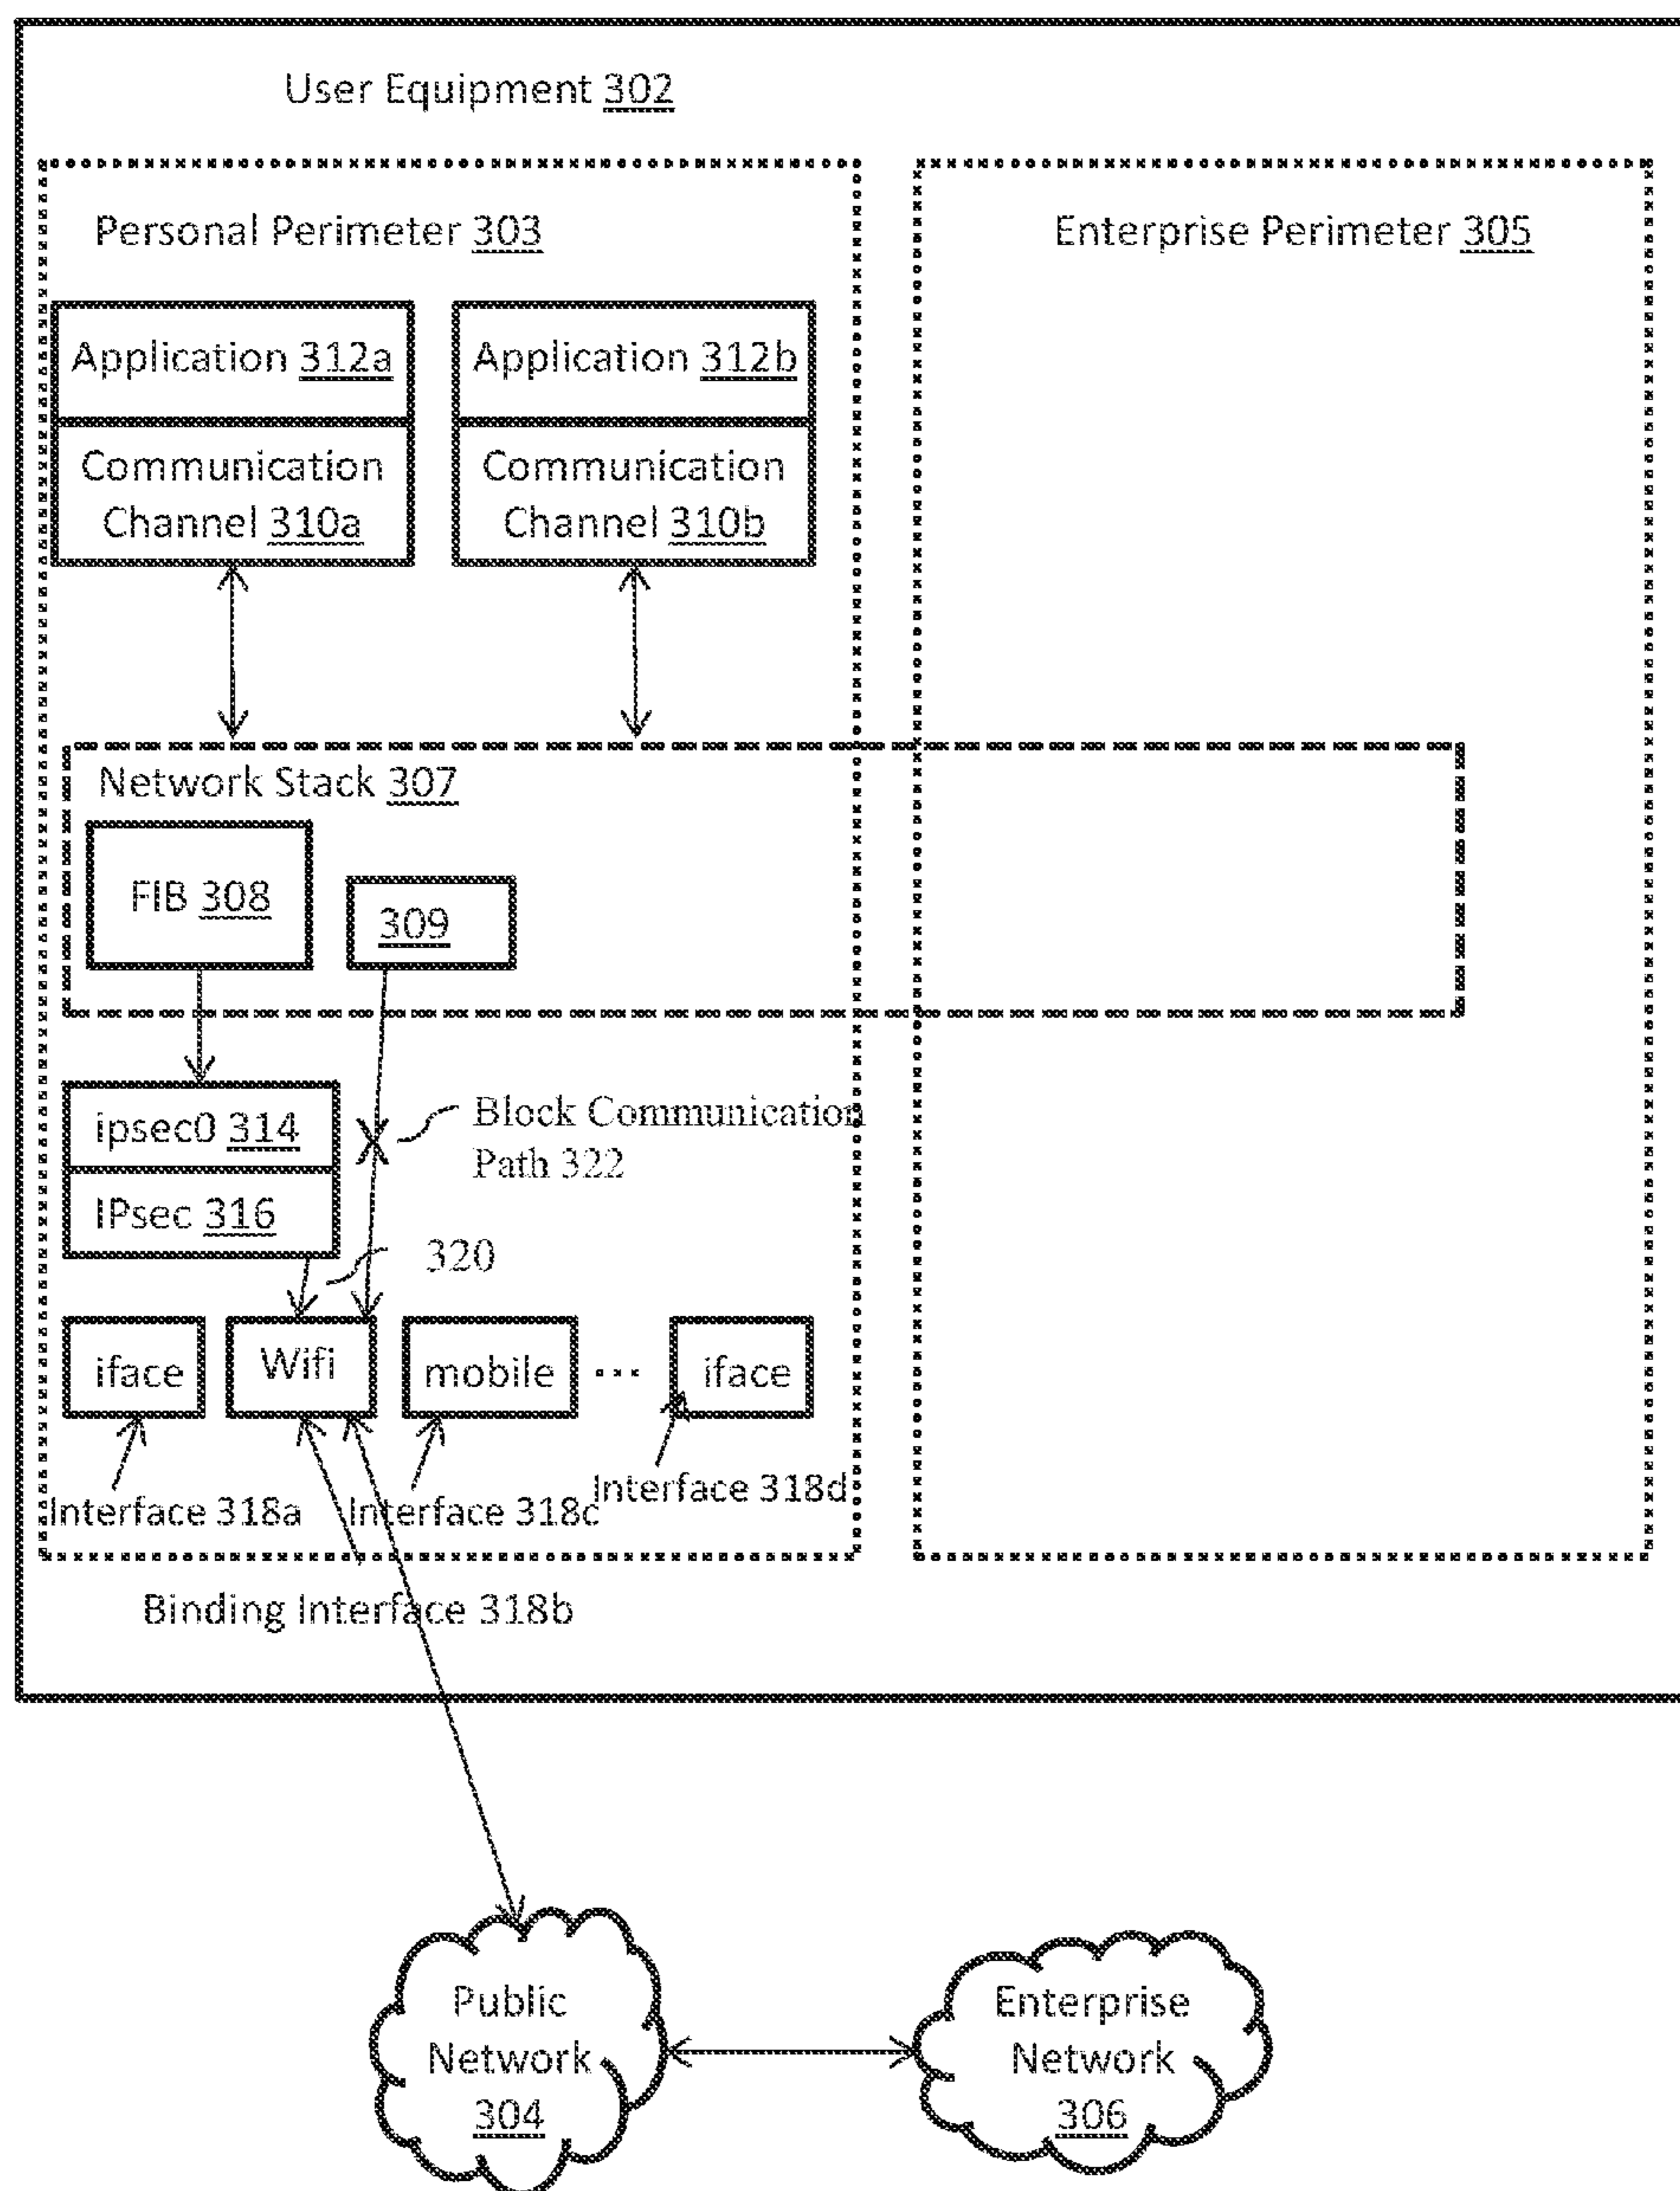 User Equipment 302
Personal Perimeter 303
Enterprise Perimeter 305
Application 312a
Application 312b
Communication
Channel 310a
Communication
Channel 310b
Network Stack 307
FIB 308
309
ipsec0 314
IPsec 316
Block Communication
Path 322
320
iface
Wifi
mobile
...
iface
Interface 318a
Interface 318c
Interface 318d
Binding Interface 318b
Public
Network
304
Enterprise
Network
306